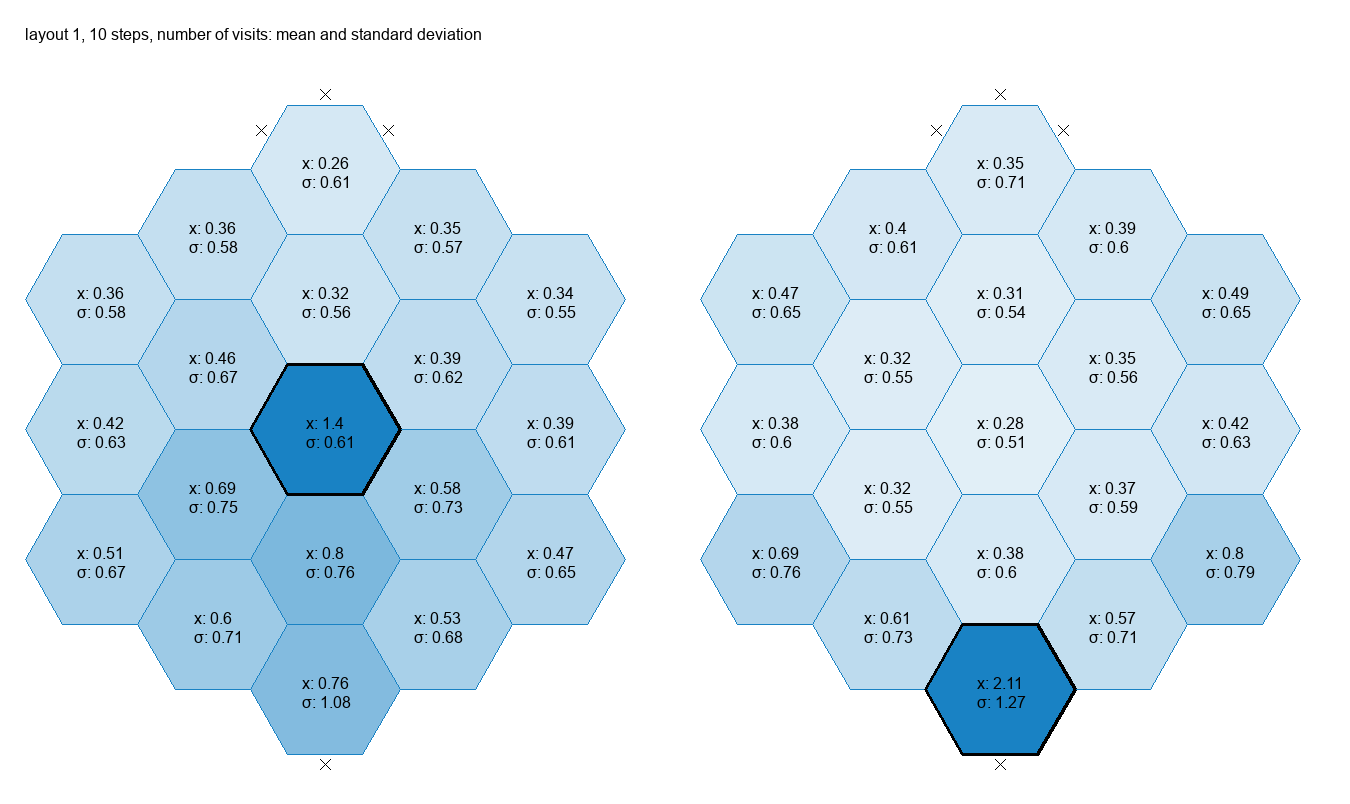 layout 1, 10 steps, number of visits: mean and standard deviation
x: 0.26
σ: 0.61
x: 0.36
σ: 0.58
x: 0.35
σ: 0.57
x: 0.36
σ: 0.58
x: 0.32
σ: 0.56
x: 0.34
σ: 0.55
x: 0.46
σ: 0.67
x: 0.39
σ: 0.62
x: 0.42
σ: 0.63
x: 1.4
σ: 0.61
x: 0.39
σ: 0.61
x: 0.69
σ: 0.75
x: 0.58
σ: 0.73
x: 0.51
σ: 0.67
x: 0.8
σ: 0.76
x: 0.47
σ: 0.65
x: 0.6
σ: 0.71
x: 0.53
σ: 0.68
x: 0.76
σ: 1.08
x: 0.35
σ: 0.71
x: 0.4
σ: 0.61
x: 0.39
σ: 0.6
x: 0.47
σ: 0.65
x: 0.31
σ: 0.54
x: 0.49
σ: 0.65
x: 0.32
σ: 0.55
x: 0.35
σ: 0.56
x: 0.38
σ: 0.6
x: 0.28
σ: 0.51
x: 0.42
σ: 0.63
x: 0.32
σ: 0.55
x: 0.37
σ: 0.59
x: 0.69
σ: 0.76
x: 0.38
σ: 0.6
x: 0.8
σ: 0.79
x: 0.61
σ: 0.73
x: 0.57
σ: 0.71
x: 2.11
σ: 1.27